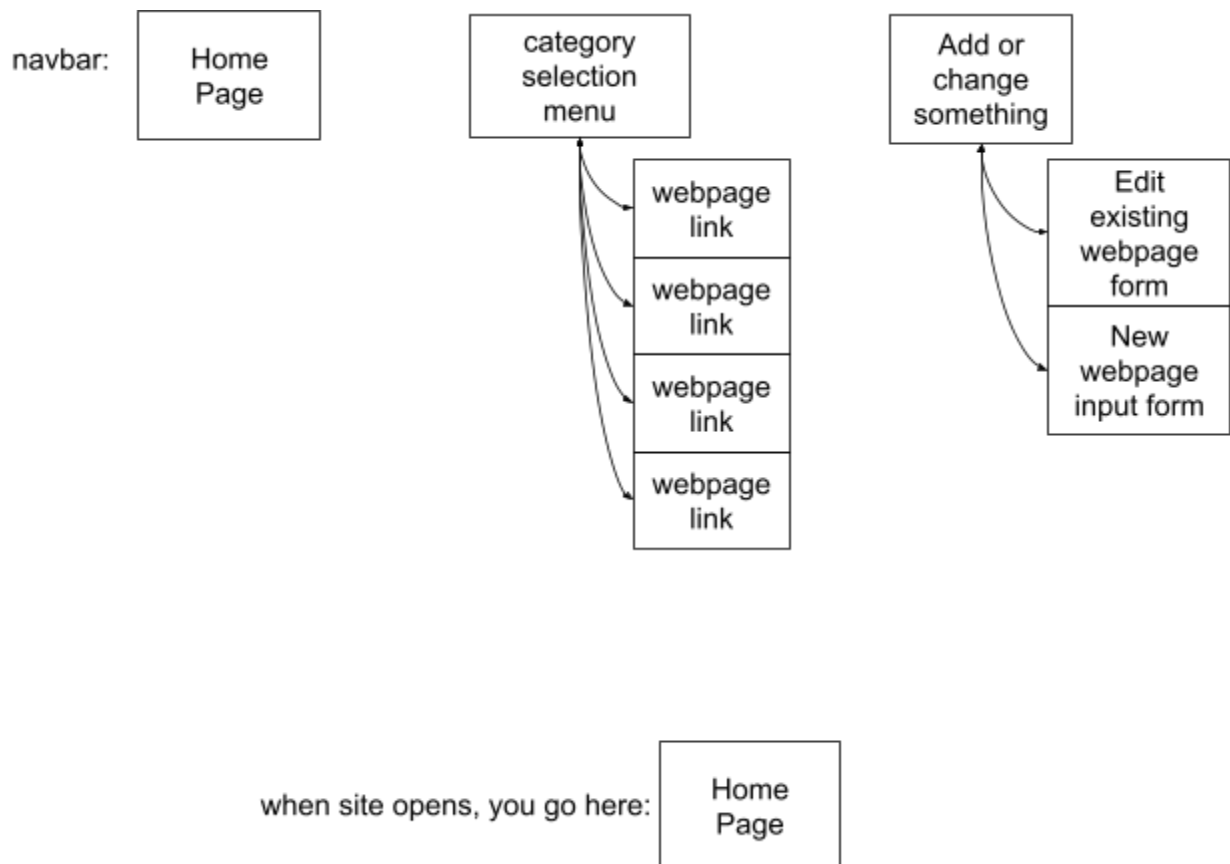 navbar:
Home
Page
category
selection
menu
webpage
link
webpage
link
webpage
link
webpage
link
Add or
change
something
Edit
existing
webpage
form
New
webpage
input form
when site opens, you go here:
Home
Page